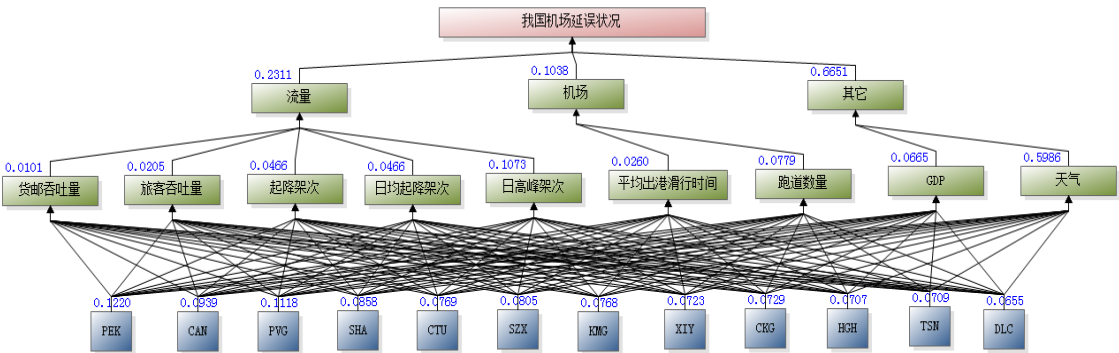 我国机场延误状况
0.2311 0.1038 0.6651
流量 机场 其它
0.0101 0.0205 0.0466 0.0466 0.1073 0.0260 0.0779 0.0665 0.5986
货邮吞吐量 旅客吞吐量 起降架次 日均起降架次 日高峰架次 平均出港滑行时间 跑道数量 GDP 天气
0.1220 0.0939 0.1118 0.0858 0.0769 0.0805 0.0768 0.0723 0.0729 0.0707 0.0709 0.0655
PEK CAN PVG SHA CTU SZX KMG XIY CKG HGH TSN DLC